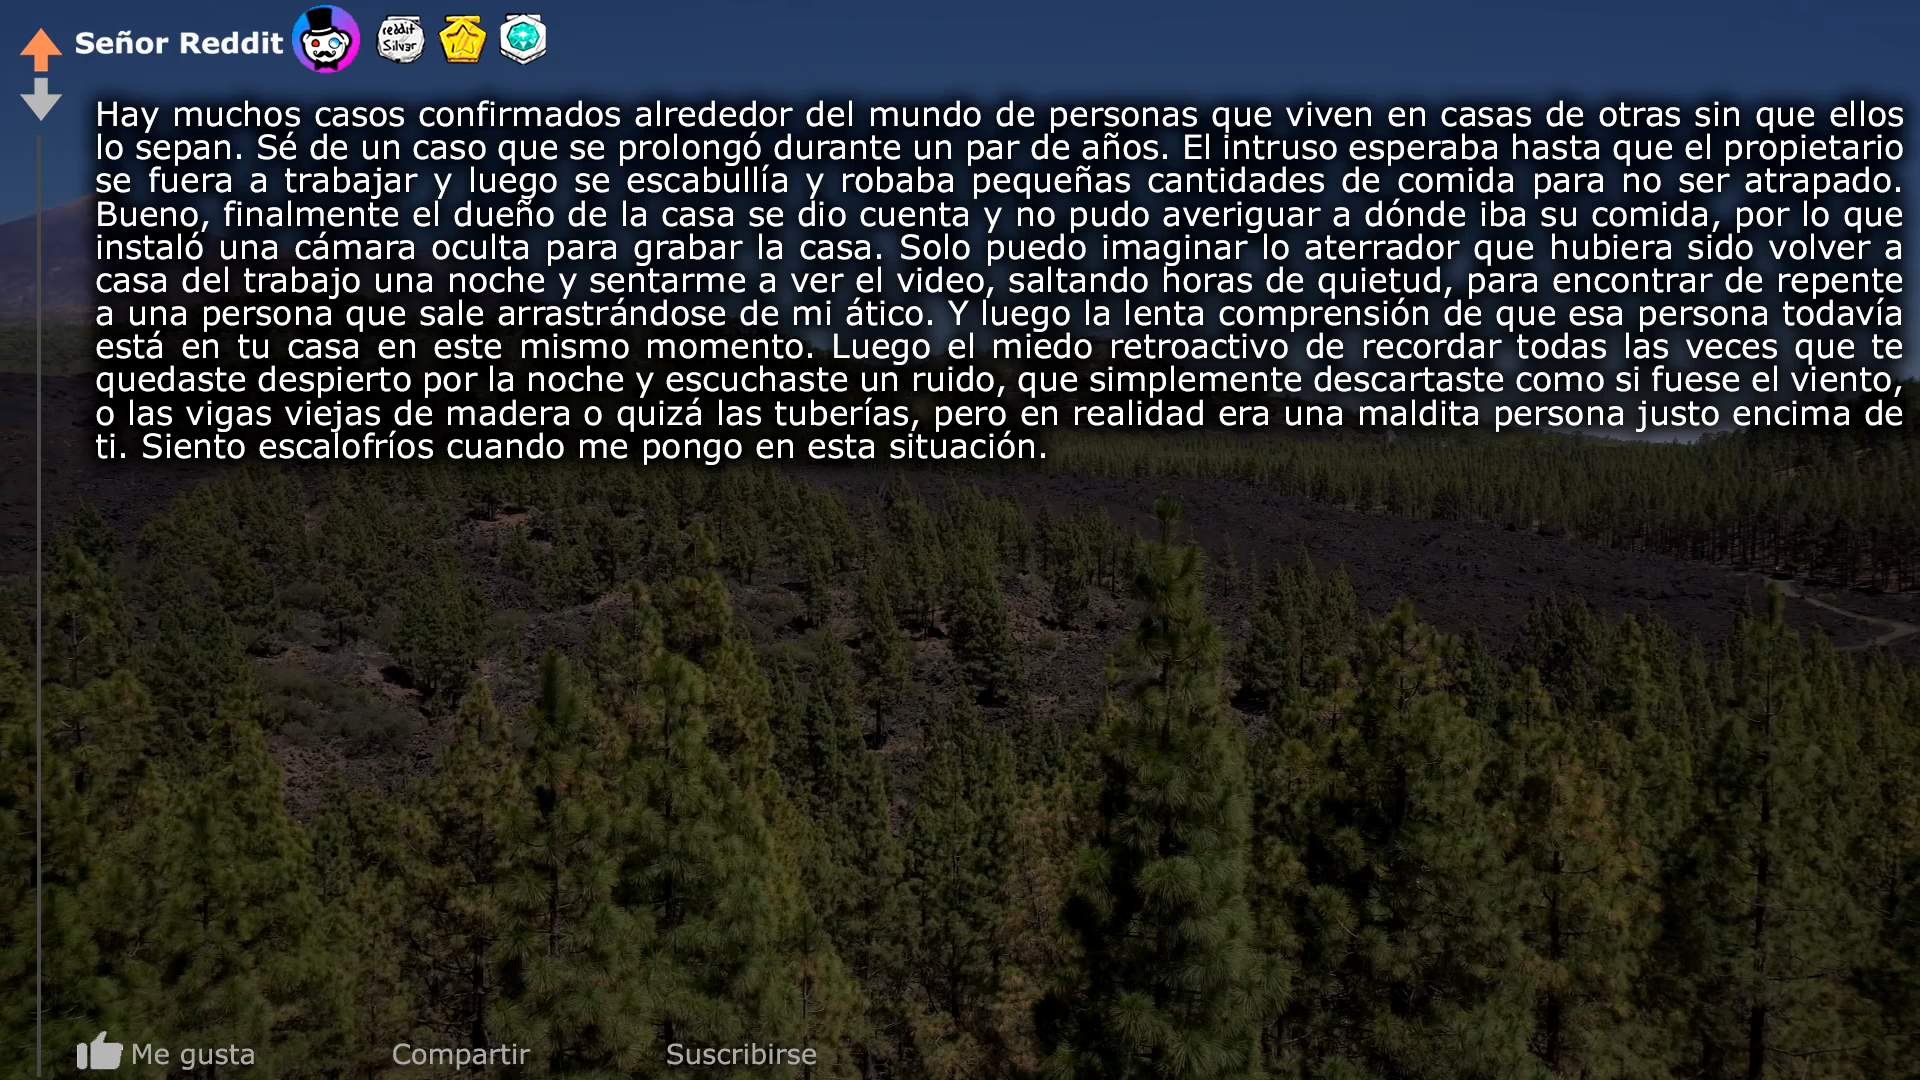 Señor Reddit
reddit
Silver
Hay muchos casos confirmados alrededor del mundo de personas que viven en casas de otras sin que ellos
lo sepan. Sé de un caso que se prolongó durante un par de años. El intruso esperaba hasta que el propietario
se fuera a trabajar y luego se escabullía y robaba pequeñas cantidades de comida para no ser atrapado.
Bueno, finalmente el dueño de la casa se dio cuenta y no pudo averiguar a dónde iba su comida, por lo que
instaló una cámara oculta para grabar la casa. Solo puedo imaginar lo aterrador que hubiera sido volver a
casa del trabajo una noche y sentarme a ver el video, saltando horas de quietud, para encontrar de repente
a una persona que sale arrastrándose de mi ático. Y luego la lenta comprensión de que esa persona todavía
está en tu casa en este mismo momento. Luego el miedo retroactivo de recordar todas las veces que te
quedaste despierto por la noche y escuchaste un ruido, que simplemente descartaste como si fuese el viento,
o las vigas viejas de madera o quizá las tuberías, pero en realidad era una maldita persona justo encima de
ti. Siento escalofríos cuando me pongo en esta situación.
Me gusta
Compartir
Suscribirse